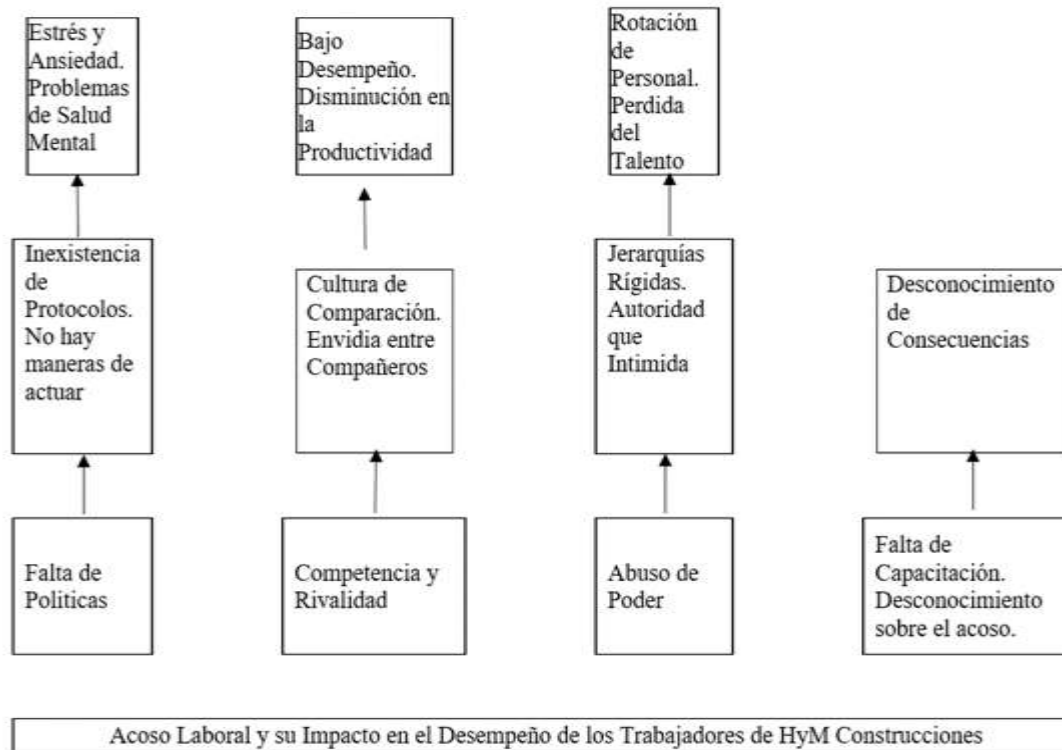 Estrés y
Ansiedad.
Problemas
de Salud
Mental
Bajo
Desempeño.
Disminución en
la
Productividad
Rotación
de
Personal.
Perdida
del
Talento
Inexistencia
de
Protocolos.
No hay
maneras de
actuar
Cultura de
Comparación.
Envidia entre
Compañeros
Jerarquías
Rígidas.
Autoridad
que
Intimida
Desconocimiento
de
Consecuencias
Falta de
Politicas
Competencia y
Rivalidad
Abuso de
Poder
Falta de
Capacitación.
Desconocimiento
sobre el acoso.
Acoso Laboral y su Impacto en el Desempeño de los Trabajadores de HyM Construcciones